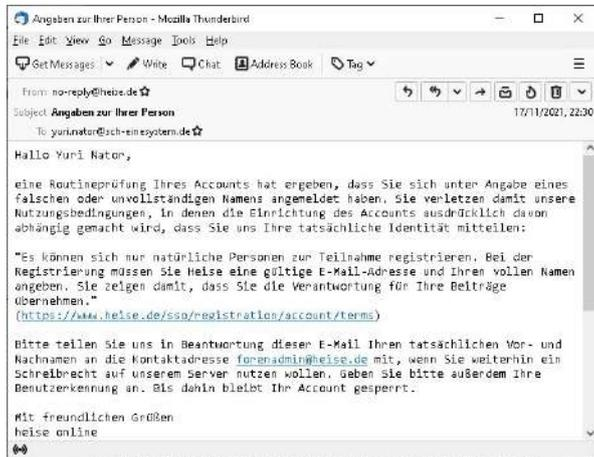 Angaben zur Ihrer Person - Mozilla Thunderbird
File Edit View Go Message Tools Help
Get Messages Write Chat Address Book Tag
From no-reply@heise.de
Subject Angaben zur Ihrer Person 17/11/2021, 22:30
To yuri.nator@sch-einesystem.de
Hallo Yuri Nator,
eine Routineprüfung Ihres Accounts hat ergeben, dass Sie sich unter Angabe eines
falschen oder unvollständigen Namens angemeldet haben. Sie verletzen damit unsere
Nutzungsbedingungen, in denen die Einrichtung des Accounts ausdrücklich davon
abhängig gemacht wird, dass Sie uns Ihre tatsächliche Identität mitteilen:
"Es können sich nur natürliche Personen zur Teilnahme registrieren. Bei der
Registrierung müssen Sie Heise eine gültige E-Mail-Adresse und Ihren vollen Namen
angeben. Sie zeigen damit, dass Sie die Verantwortung für Ihre Beiträge
übernehmen."
(https://www.heise.de/sso/registration/account/terms)
Bitte teilen Sie uns in Beantwortung dieser E-Mail Ihren tatsächlichen Vor- und
Nachnamen an die Kontaktadresse forenadmin@heise.de mit, wenn Sie weiterhin ein
Schreibrecht auf unserem Server nutzen wollen. Geben Sie bitte außerdem Ihre
Benutzerkennung an. Bis dahin bleibt Ihr Account gesperrt.
Mit freundlichen Grüßen
heise online